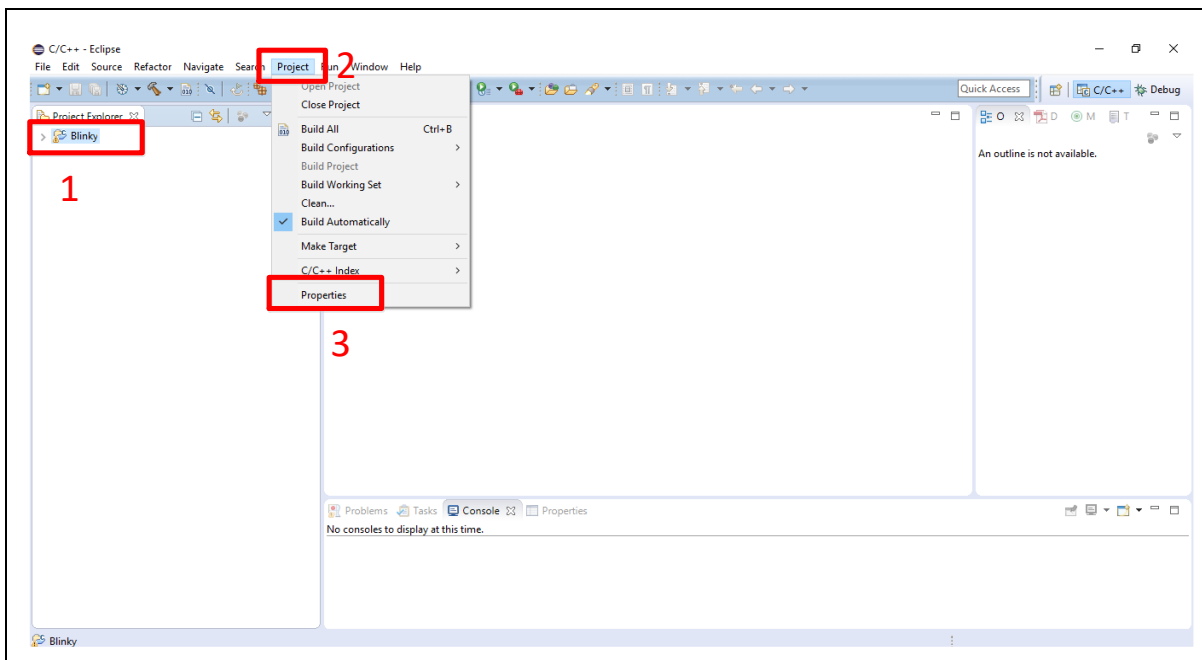 C/C++ - Eclipse
File Edit Source Refactor Navigate Search Project Run Window Help
2
Quick Access
C/C++
Debug
Project Explorer
Blinky
1
Open Project
Close Project
Build All Ctrl+B
Build Configurations
Build Project
Build Working Set
Clean...
Build Automatically
Make Target
C/C++ Index
Properties
3
O D M T
An outline is not available.
Problems Tasks Console Properties
No consoles to display at this time.
Blinky